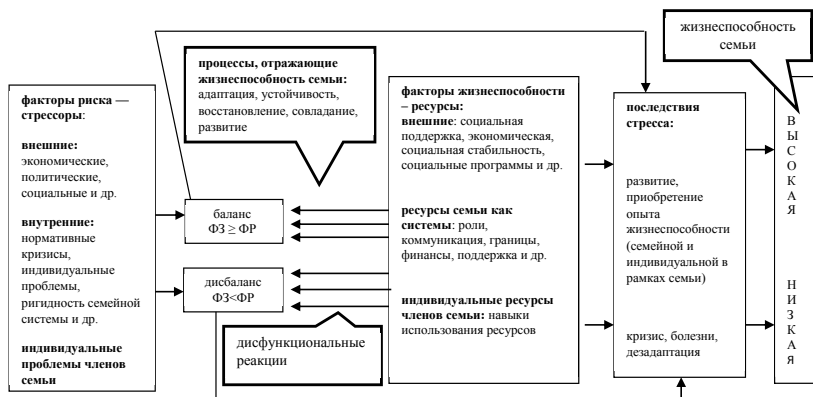 факторы риска —
стрессоры:
внешние:
экономические,
политические,
социальные и др.
внутренние:
нормативные
кризисы,
индивидуальные
проблемы,
ригидность семейной
системы и др.
индивидуальные
проблемы членов
семьи
процессы, отражающие
жизнеспособность семьи:
адаптация, устойчивость,
восстановление, совладание,
развитие
баланс
ФЗ ≥ ФР
дисбаланс
ФЗ<ФР
дисфункциональные
реакции
факторы жизнеспособности
– ресурсы:
внешние: социальная
поддержка, экономическая,
социальная стабильность,
социальные программы и др.
ресурсы семьи как
системы: роли,
коммуникация, границы,
финансы, поддержка и др.
индивидуальные ресурсы
членов семьи: навыки
использования ресурсов
последствия
стресса:
развитие,
приобретение
опыта
жизнеспособности
(семейной и
индивидуальной в
рамках семьи)
кризис, болезни,
дезадаптация
жизнеспособность
семьи
В
Ы
С
О
К
А
Я
Н
И
З
К
А
Я